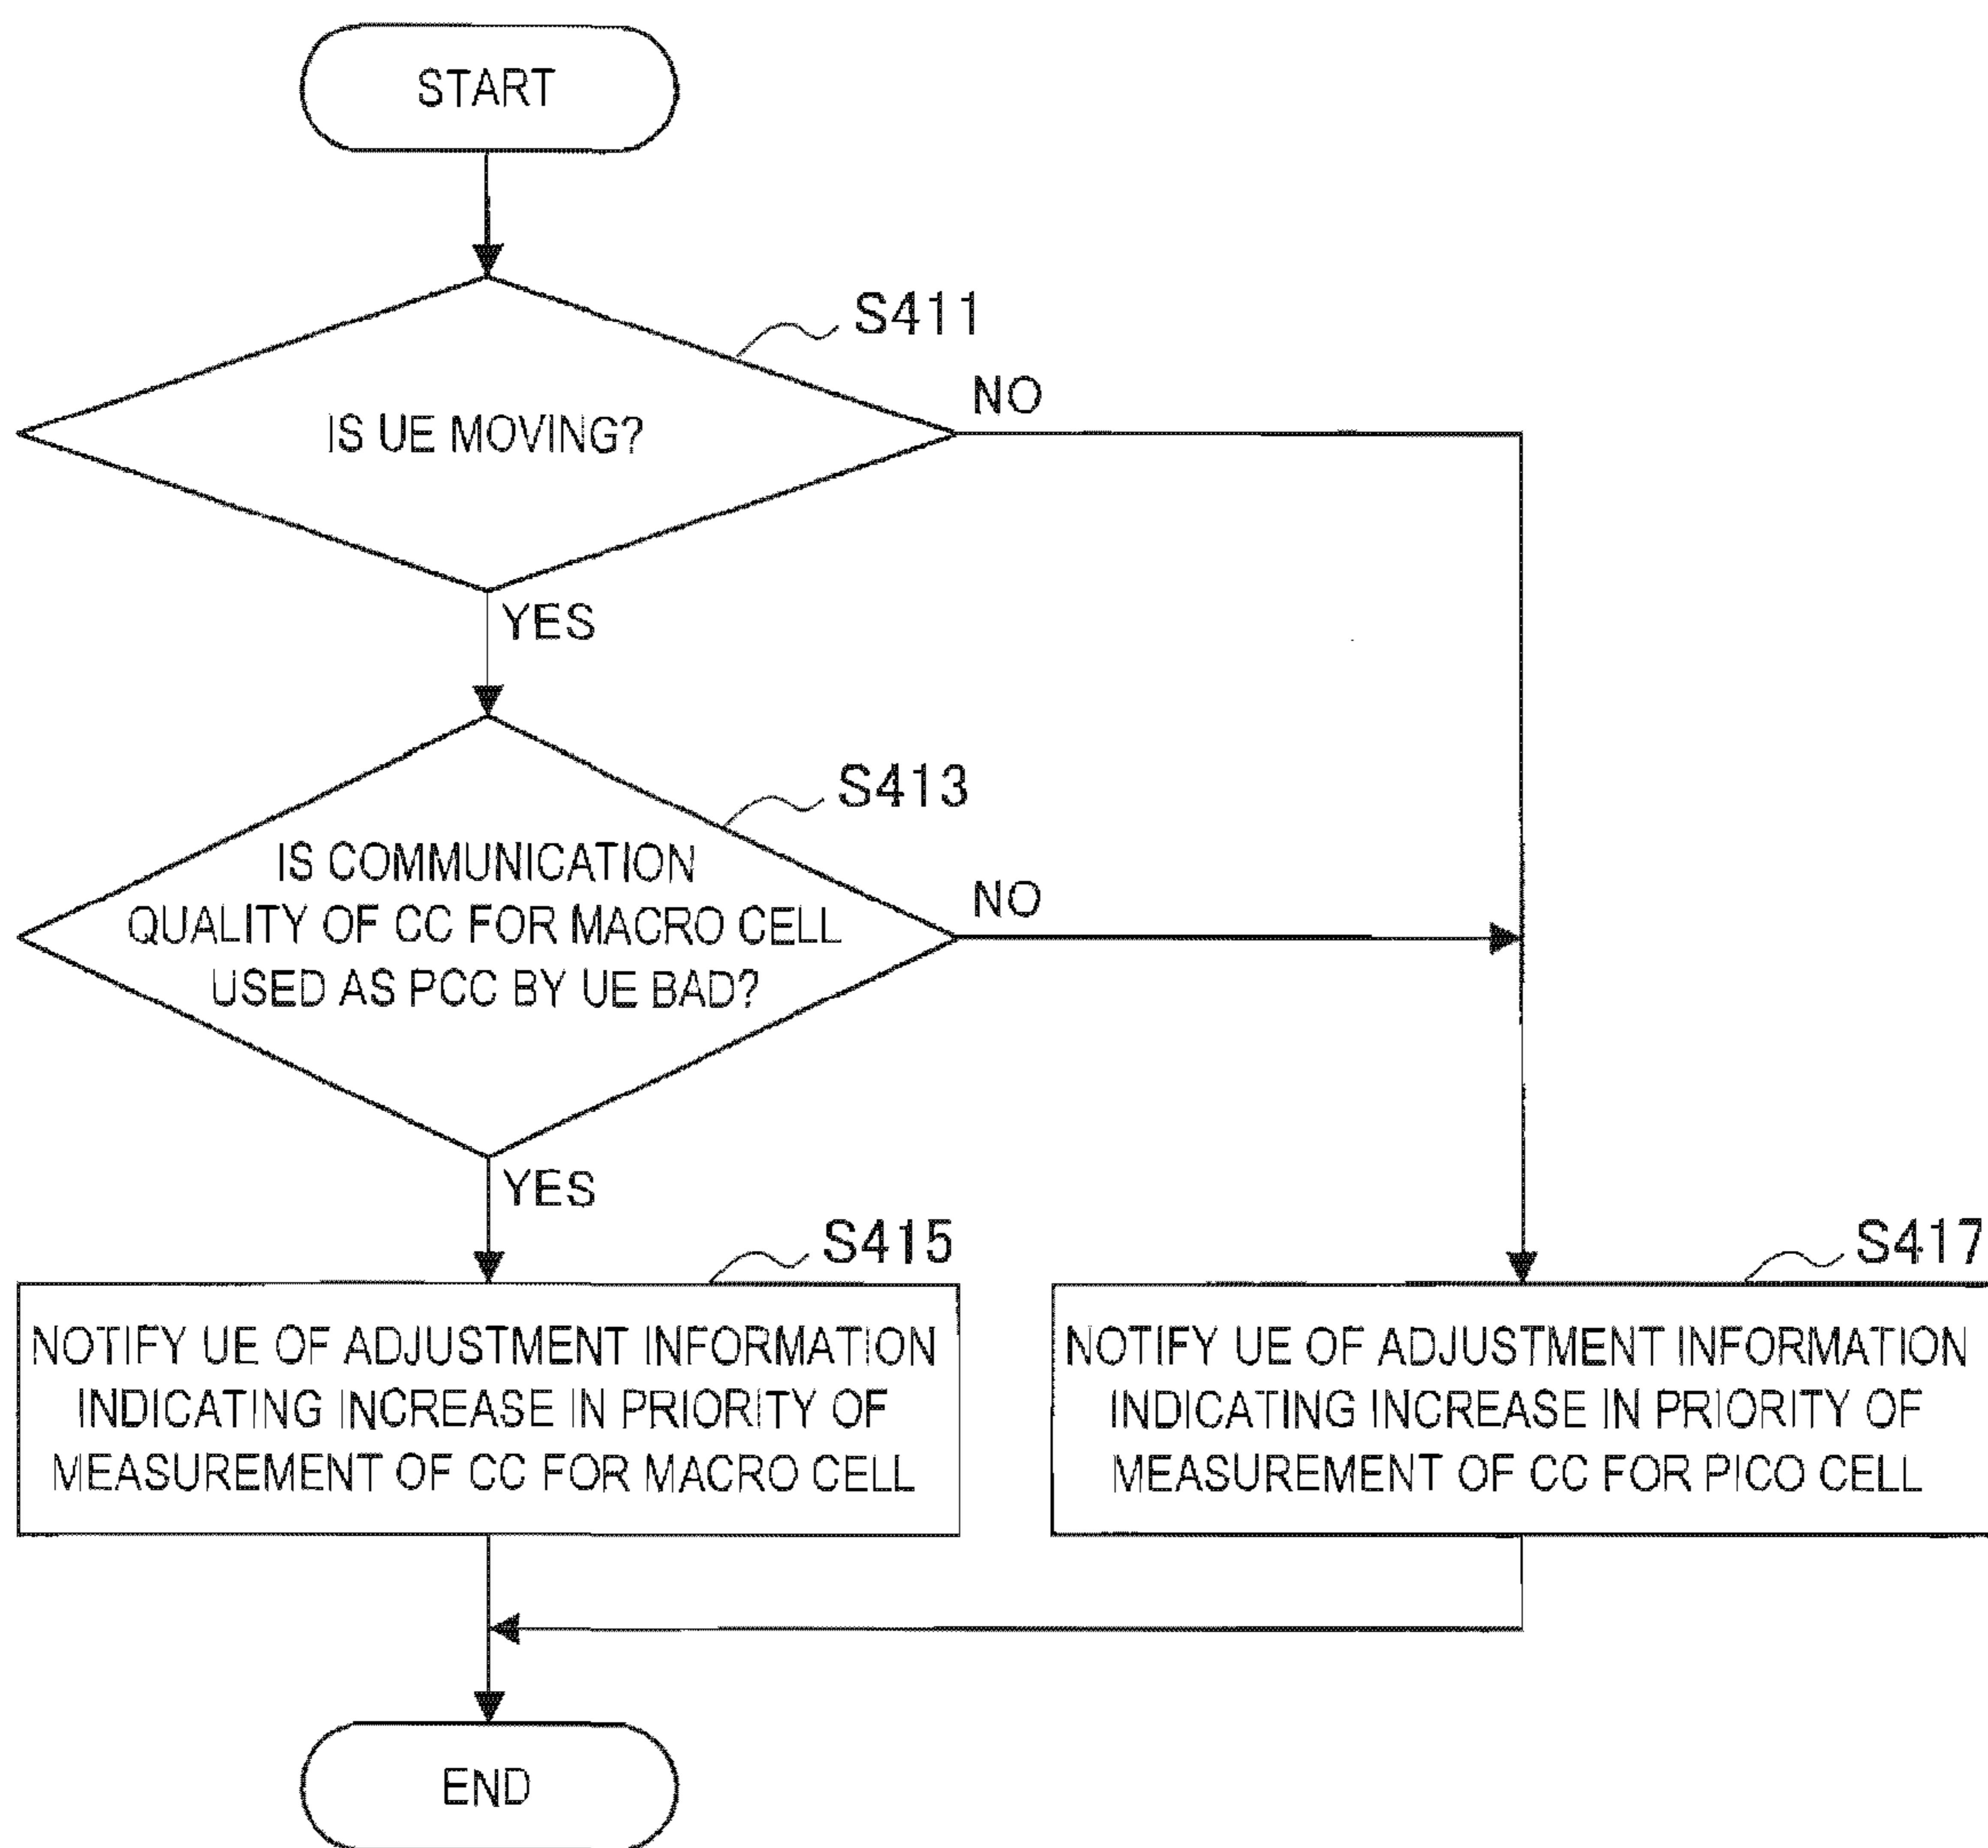 START
S411
IS UE MOVING?
NO
YES
S413
IS COMMUNICATION
QUALITY OF CC FOR MACRO CELL
USED AS PCC BY UE BAD?
NO
YES
S415
NOTIFY UE OF ADJUSTMENT INFORMATION
INDICATING INCREASE IN PRIORITY OF
MEASUREMENT OF CC FOR MACRO CELL
S417
NOTIFY UE OF ADJUSTMENT INFORMATION
INDICATING INCREASE IN PRIORITY OF
MEASUREMENT OF CC FOR PICO CELL
END